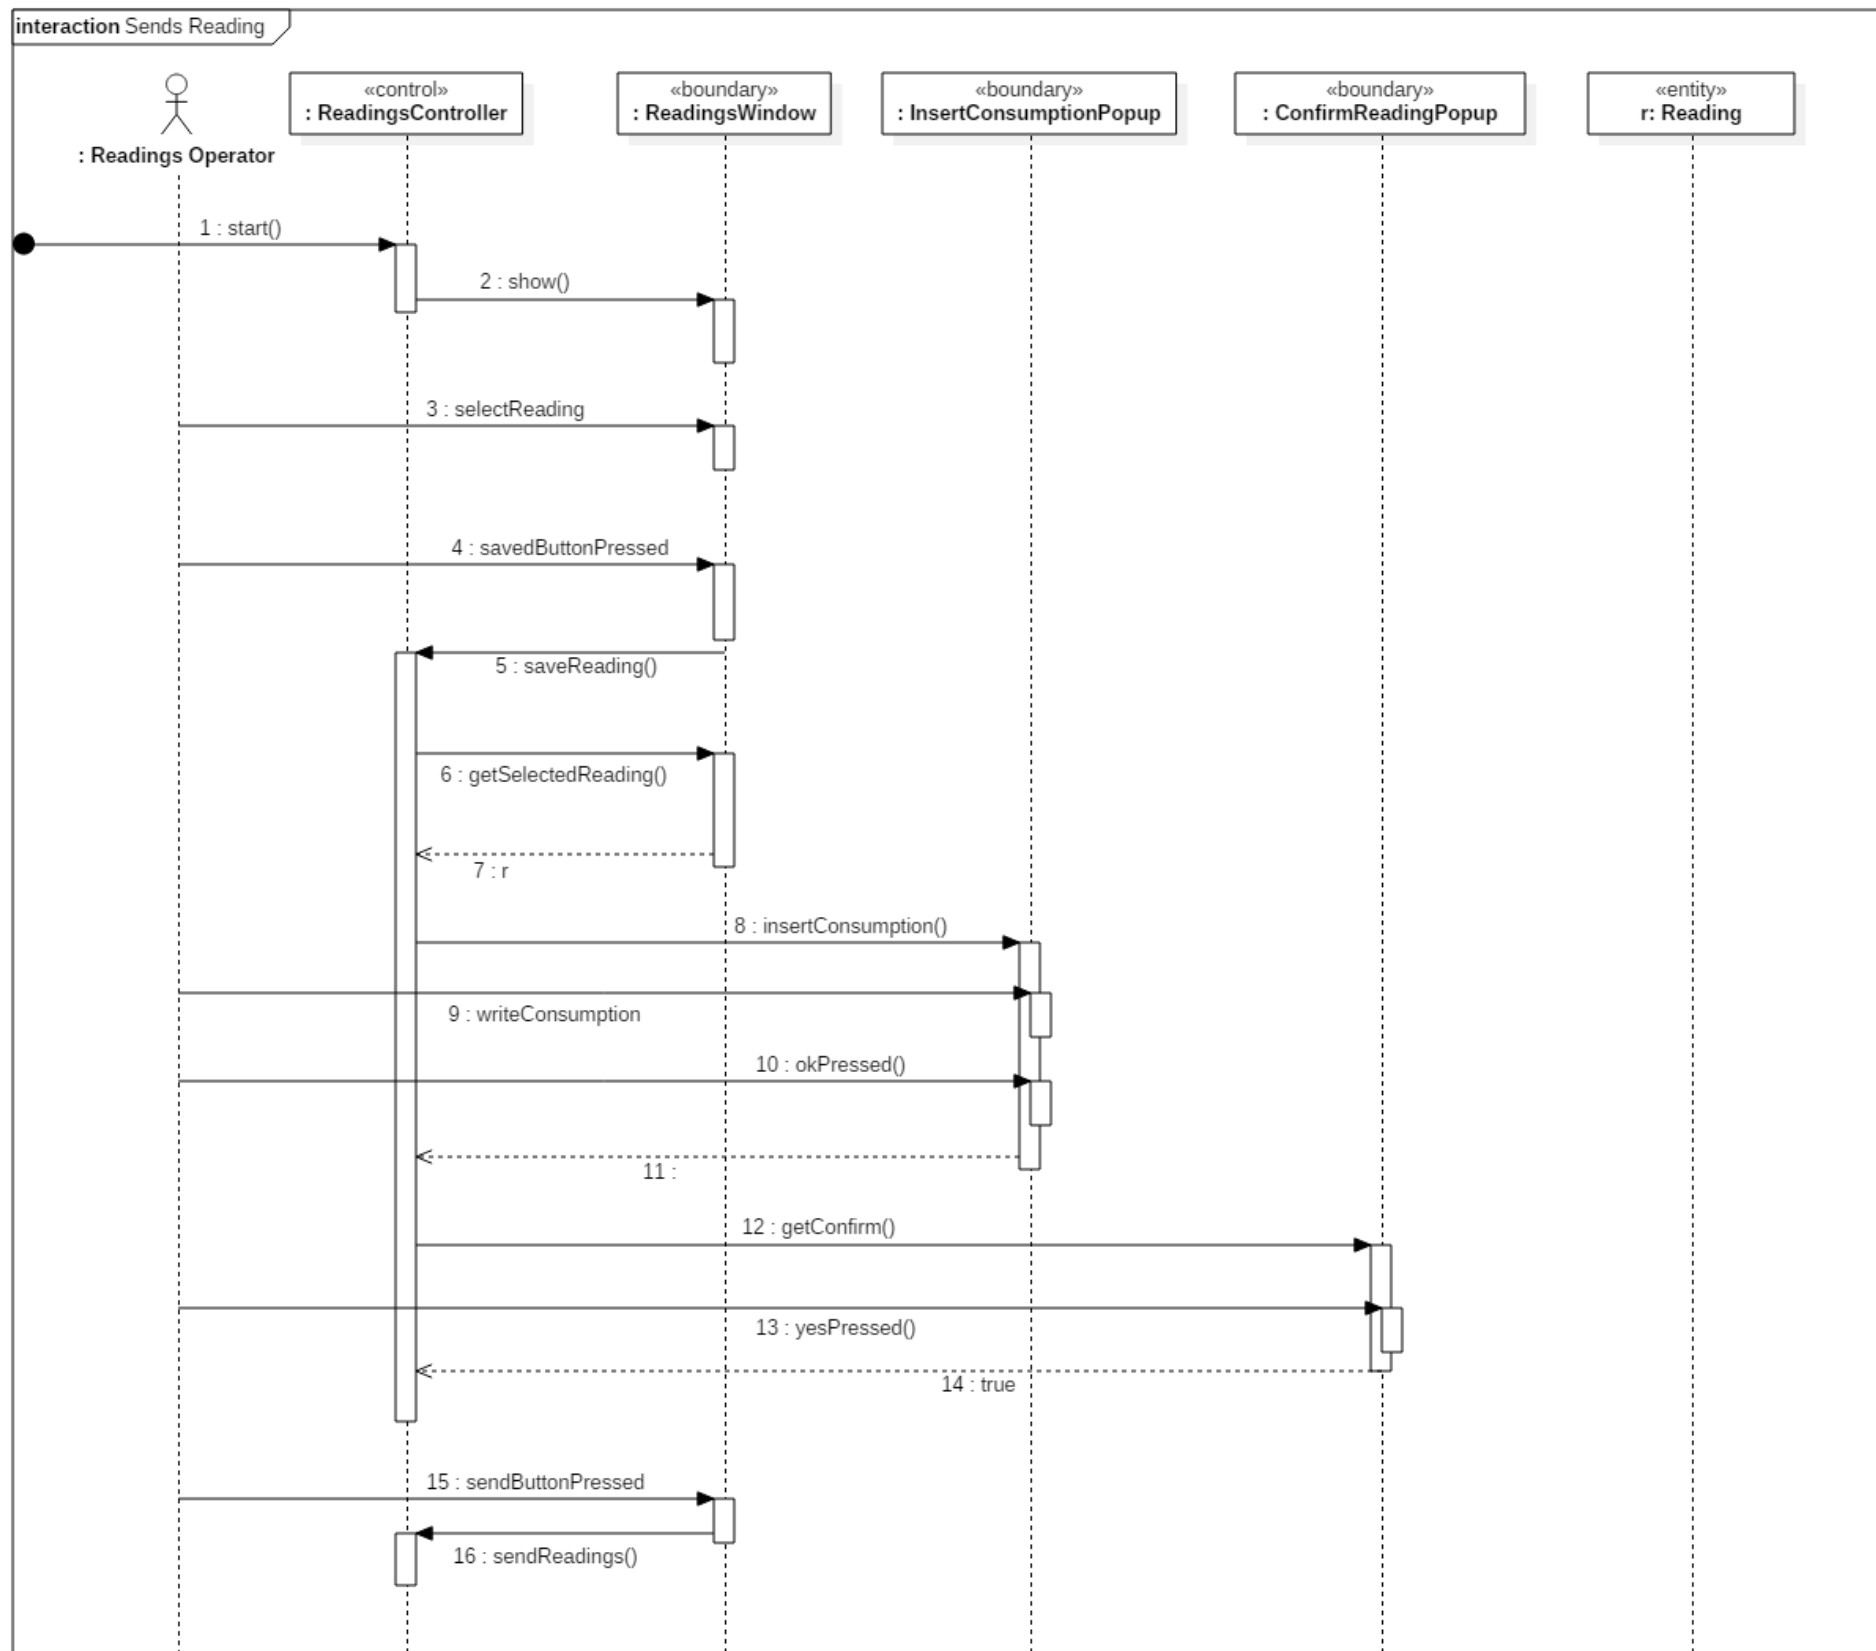 interaction Sends Reading
«control»
: ReadingsController
«boundary»
: ReadingsWindow
«boundary»
: InsertConsumptionPopup
«boundary»
: ConfirmReadingPopup
«entity»
r: Reading
: Readings Operator
1 : start()
2 : show()
3 : selectReading
4 : savedButtonPressed
5 : saveReading()
6 : getSelectedReading()
7 : r
8 : insertConsumption()
9 : writeConsumption
10 : okPressed()
11 :
12 : getConfirm()
13 : yesPressed()
14 : true
15 : sendButtonPressed
16 : sendReadings()